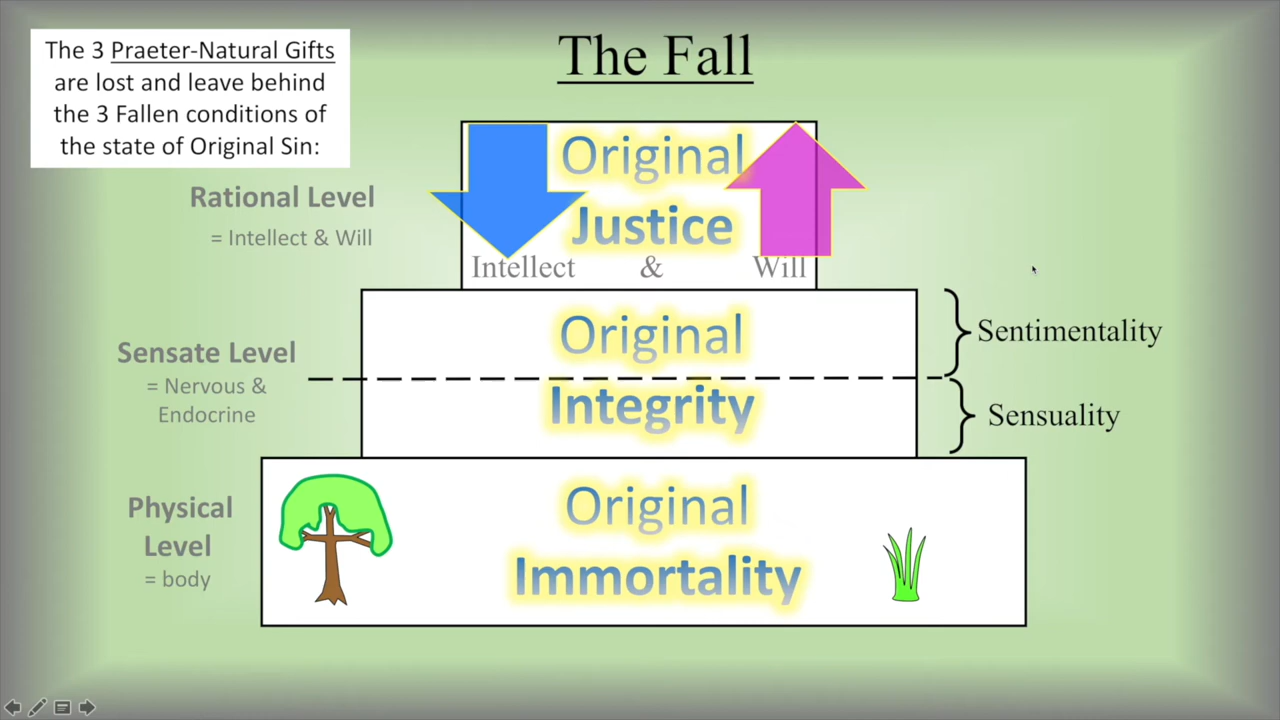 The Fall
The 3 Praeter-Natural Gifts
are lost and leave behind
the 3 Fallen conditions of
the state of Original Sin:
Rational Level
= Intellect & Will
Original
Justice
Intellect & Will
Sensate Level
= Nervous &
Endocrine
Original
Integrity
Sentimentality
Sensuality
Physical
Level
= body
Original
Immortality